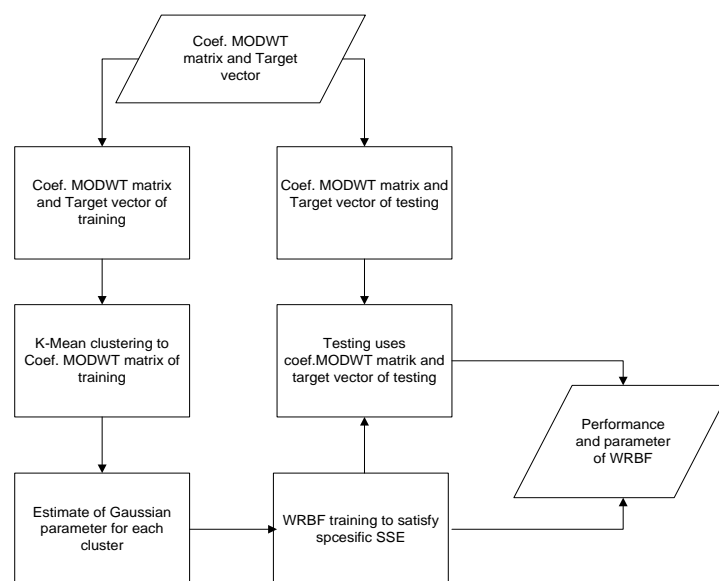 Coef. MODWT
matrix and Target
vector
Coef. MODWT matrix
and Target vector of
training
Coef. MODWT matrix and
Target vector of testing
K-Mean clustering to
Coef. MODWT matrix of
training
Testing uses
coef.MODWT matrik and
target vector of testing
Performance
and parameter
of WRBF
Estimate of Gaussian
parameter for each
cluster
WRBF training to satisfy
spcesific SSE